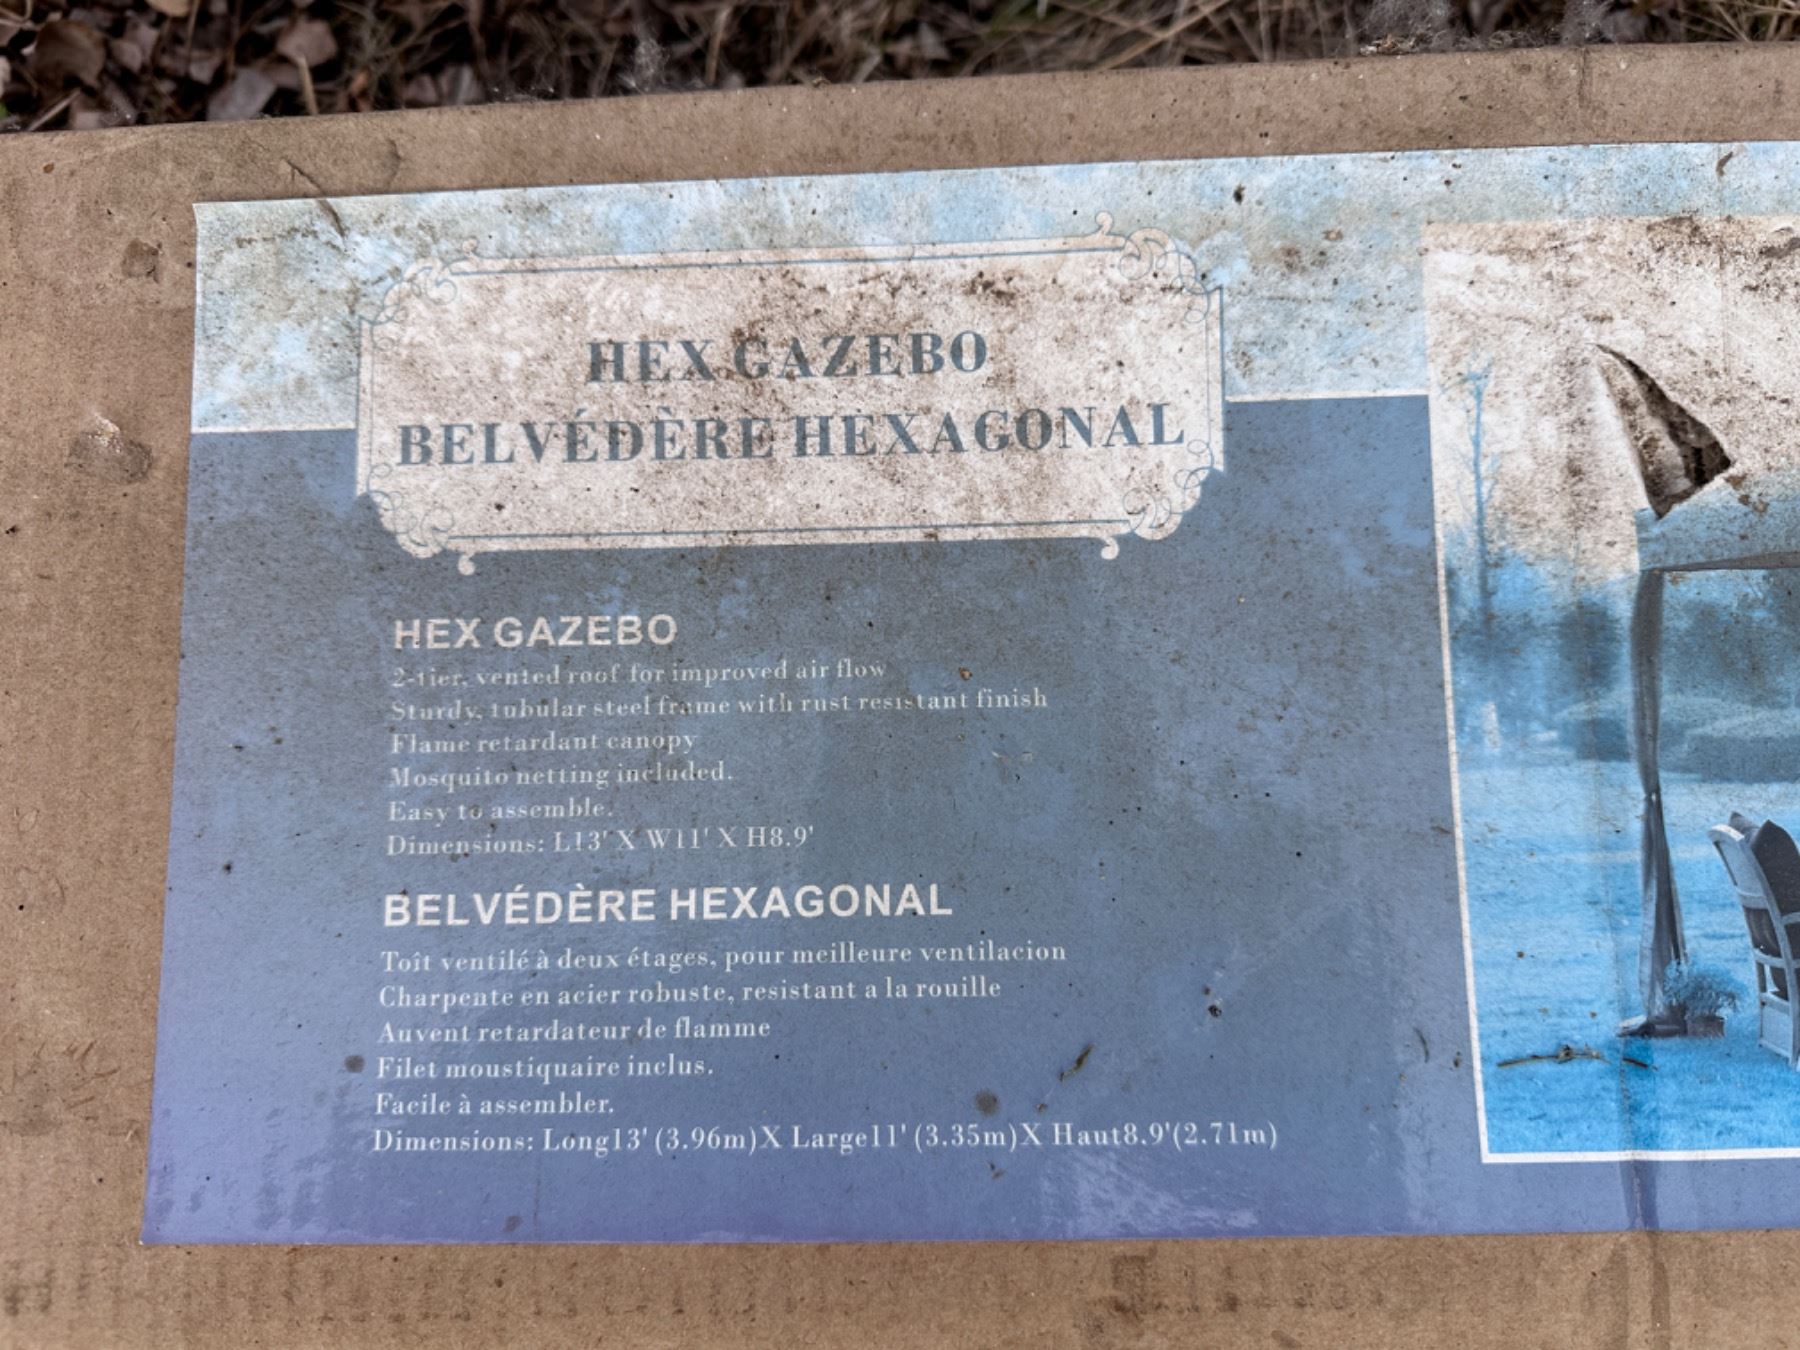 HEX GAZEBO
BELVÉDÈRE HEXAGONAL
HEX GAZEBO
2-tier, vented roof for improved air flow
Sturdy, tubular steel frame with rust resistant finish
Flame retardant canopy
Mosquito netting included.
Easy to assemble.
Dimensions: L13' X W11' X H8.9'
BELVÉDÈRE HEXAGONAL
Toît ventilé à deux étages, pour meilleure ventilacion
Charpente en acier robuste, resistant a la rouille
Auvent retardateur de flamme
Filet moustiquaire inclus.
Facile à assembler.
Dimensions: Long13' (3.96m)X Large11' (3.35m)X Haut8.9'(2.71m)